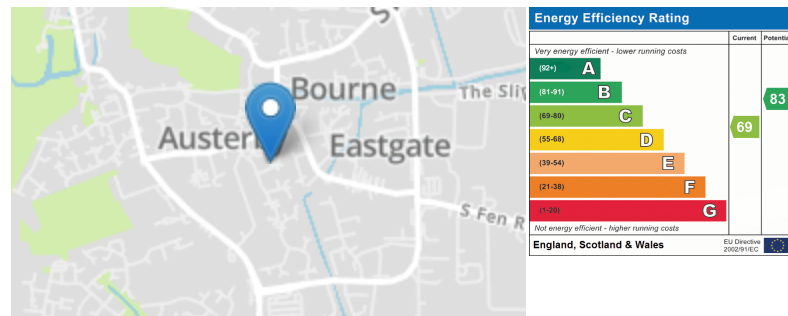 Bourne
The Sli
Auster
Eastgate
S Fen R
Energy Efficiency Rating
Current Potentia
Very energy efficient - lower running costs
(92+) A
(81-91) B
83
(69-80) C
69
(55-68) D
(39-54) E
(21-38) F
(1-20) G
Not energy efficient - higher running costs
England, Scotland & Wales
EU Directive
2002/91/EC